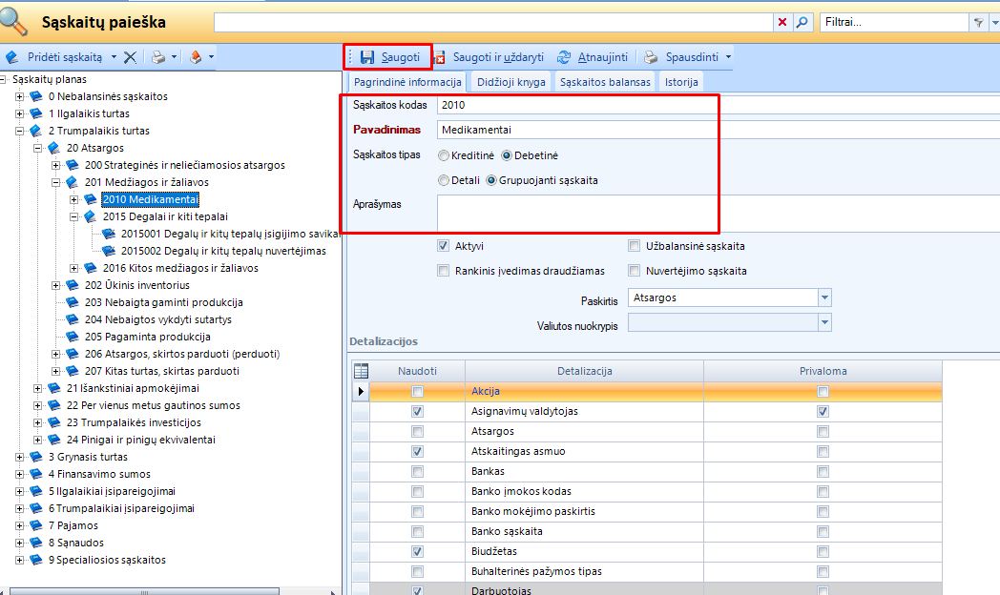 Sąskaitų paieška
Filtrai...
Pridėti sąskaitą
Saugoti
Saugoti ir uždaryti
Atnaujinti
Spausdinti
Sąskaitų planas
0 Nebalansinės sąskaitos
1 Ilgalaikis turtas
2 Trumpalaikis turtas
20 Atsargos
200 Strateginės ir neliečiamosios atsargos
201 Medžiagos ir žaliavos
2010 Medikamentai
2015 Degalai ir kiti tepalai
2015001 Degalų ir kitų tepalų įsigijimo savikai
2015002 Degalų ir kitų tepalų nuvertėjimas
2016 Kitos medžiagos ir žaliavos
202 Ūkinis inventorius
203 Nebaigta gaminti produkcija
204 Nebaigtos vykdyti sutartys
205 Pagaminta produkcija
206 Atsargos, skirtos parduoti (perduoti)
207 Kitas turtas, skirtas parduoti
21 Išankstiniai apmokėjimai
22 Per vienus metus gautinos sumos
23 Trumpalaikės investicijos
24 Pinigai ir pinigų ekvivalentai
3 Grynasis turtas
4 Finansavimo sumos
5 Ilgalaikiai įsipareigojimai
6 Trumpalaikiai įsipareigojimai
7 Pajamos
8 Sąnaudos
9 Specialiosios sąskaitos
Pagrindinė informacija
Didžioji knyga
Sąskaitos balansas
Istorija
Sąskaitos kodas 2010
Pavadinimas Medikamentai
Sąskaitos tipas Kreditinė Debetinė
Detali Grupuojanti sąskaita
Aprašymas
Aktyvi Užbalansinė sąskaita
Rankinis įvedimas draudžiamas Nuvertėjimo sąskaita
Paskirtis Atsargos
Valiutos nuokrypis
Detalizacijos
Naudoti Detalizacija Privaloma
Akcija
Asignavimų valdytojas
Atsargos
Atskaitingas asmuo
Bankas
Banko įmokos kodas
Banko mokėjimo paskirtis
Banko sąskaita
Biudžetas
Buhalterinės pažymos tipas
Darbuotojas